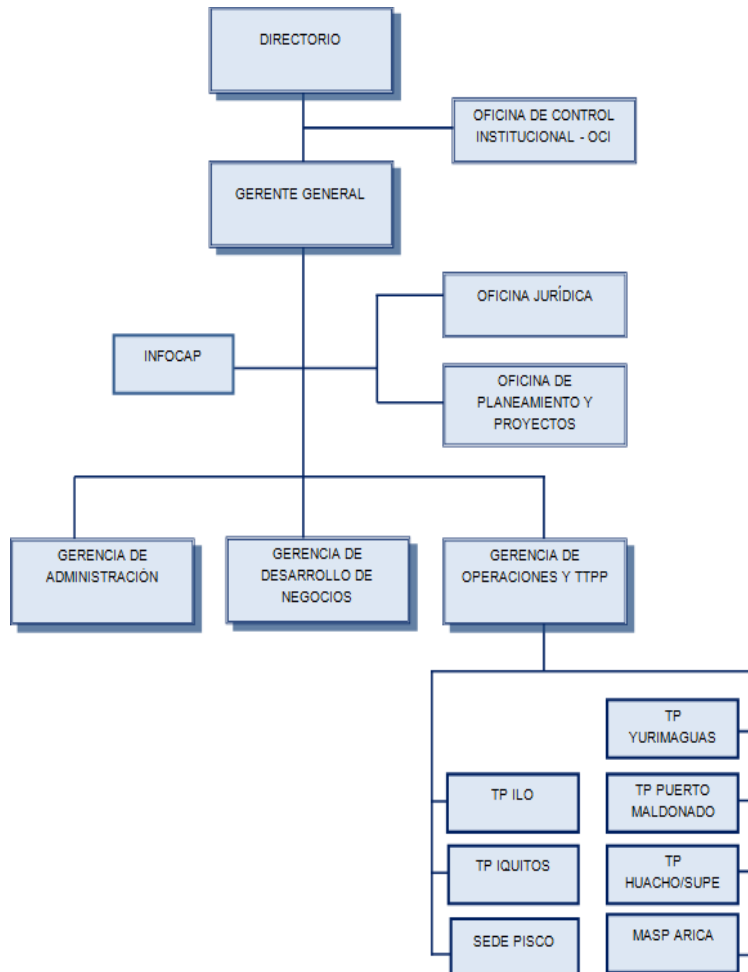 DIRECTORIO
OFICINA DE CONTROL
INSTITUCIONAL - OCI
GERENTE GENERAL
OFICINA JURÍDICA
INFOCAP
OFICINA DE
PLANEAMIENTO Y
PROYECTOS
GERENCIA DE
ADMINISTRACIÓN
GERENCIA DE
DESARROLLO DE
NEGOCIOS
GERENCIA DE
OPERACIONES Y TTPP
TP ILO
TP IQUITOS
SEDE PISCO
TP
YURIMAGUAS
TP PUERTO
MALDONADO
TP
HUACHO/SUPE
MASP ARICA